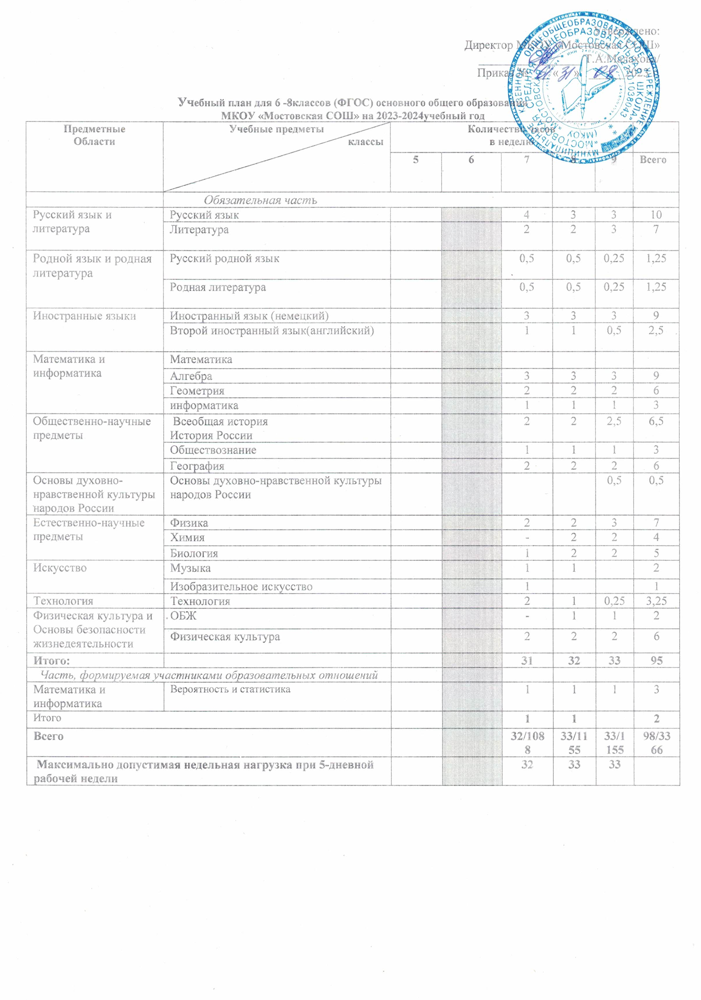 Утверждено:
Директор МКОУ «Мостовская СОШ»
Т.А.Малахова/
Приказ № 61 «31» 08 2023
Учебный план для 6 -8классов (ФГОС) основного общего образования
МКОУ «Мостовская СОШ» на 2023-2024учебный год
Предметные Области Учебные предметы классы Количество часов в неделю
5 6 7 8 9 Всего
Обязательная часть
Русский язык и литература Русский язык 4 3 3 10
Литература 2 2 3 7
Родной язык и родная литература Русский родной язык 0,5 0,5 0,25 1,25
Родная литература 0,5 0,5 0,25 1,25
Иностранные языки Иностранный язык (немецкий) 3 3 3 9
Второй иностранный язык(английский) 1 1 0,5 2,5
Математика и информатика Математика
Алгебра 3 3 3 9
Геометрия 2 2 2 6
информатика 1 1 1 3
Общественно-научные предметы Всеобщая история История России 2 2 2,5 6,5
Обществознание 1 1 1 3
География 2 2 2 6
Основы духовно-нравственной культуры народов России Основы духовно-нравственной культуры народов России 0,5 0,5
Естественно-научные предметы Физика 2 2 3 7
Химия - 2 2 4
Биология 1 2 2 5
Искусство Музыка 1 1 2
Изобразительное искусство 1 1
Технология Технология 2 1 0,25 3,25
Физическая культура и Основы безопасности жизнедеятельности ОБЖ - 1 1 2
Физическая культура 2 2 2 6
Итого: 31 32 33 95
Часть, формируемая участниками образовательных отношений
Математика и информатика Вероятность и статистика 1 1 1 3
Итого 1 1 2
Всего 32/1088 33/1155 33/1155 98/3366
Максимально допустимая недельная нагрузка при 5-дневной рабочей недели 32 33 33